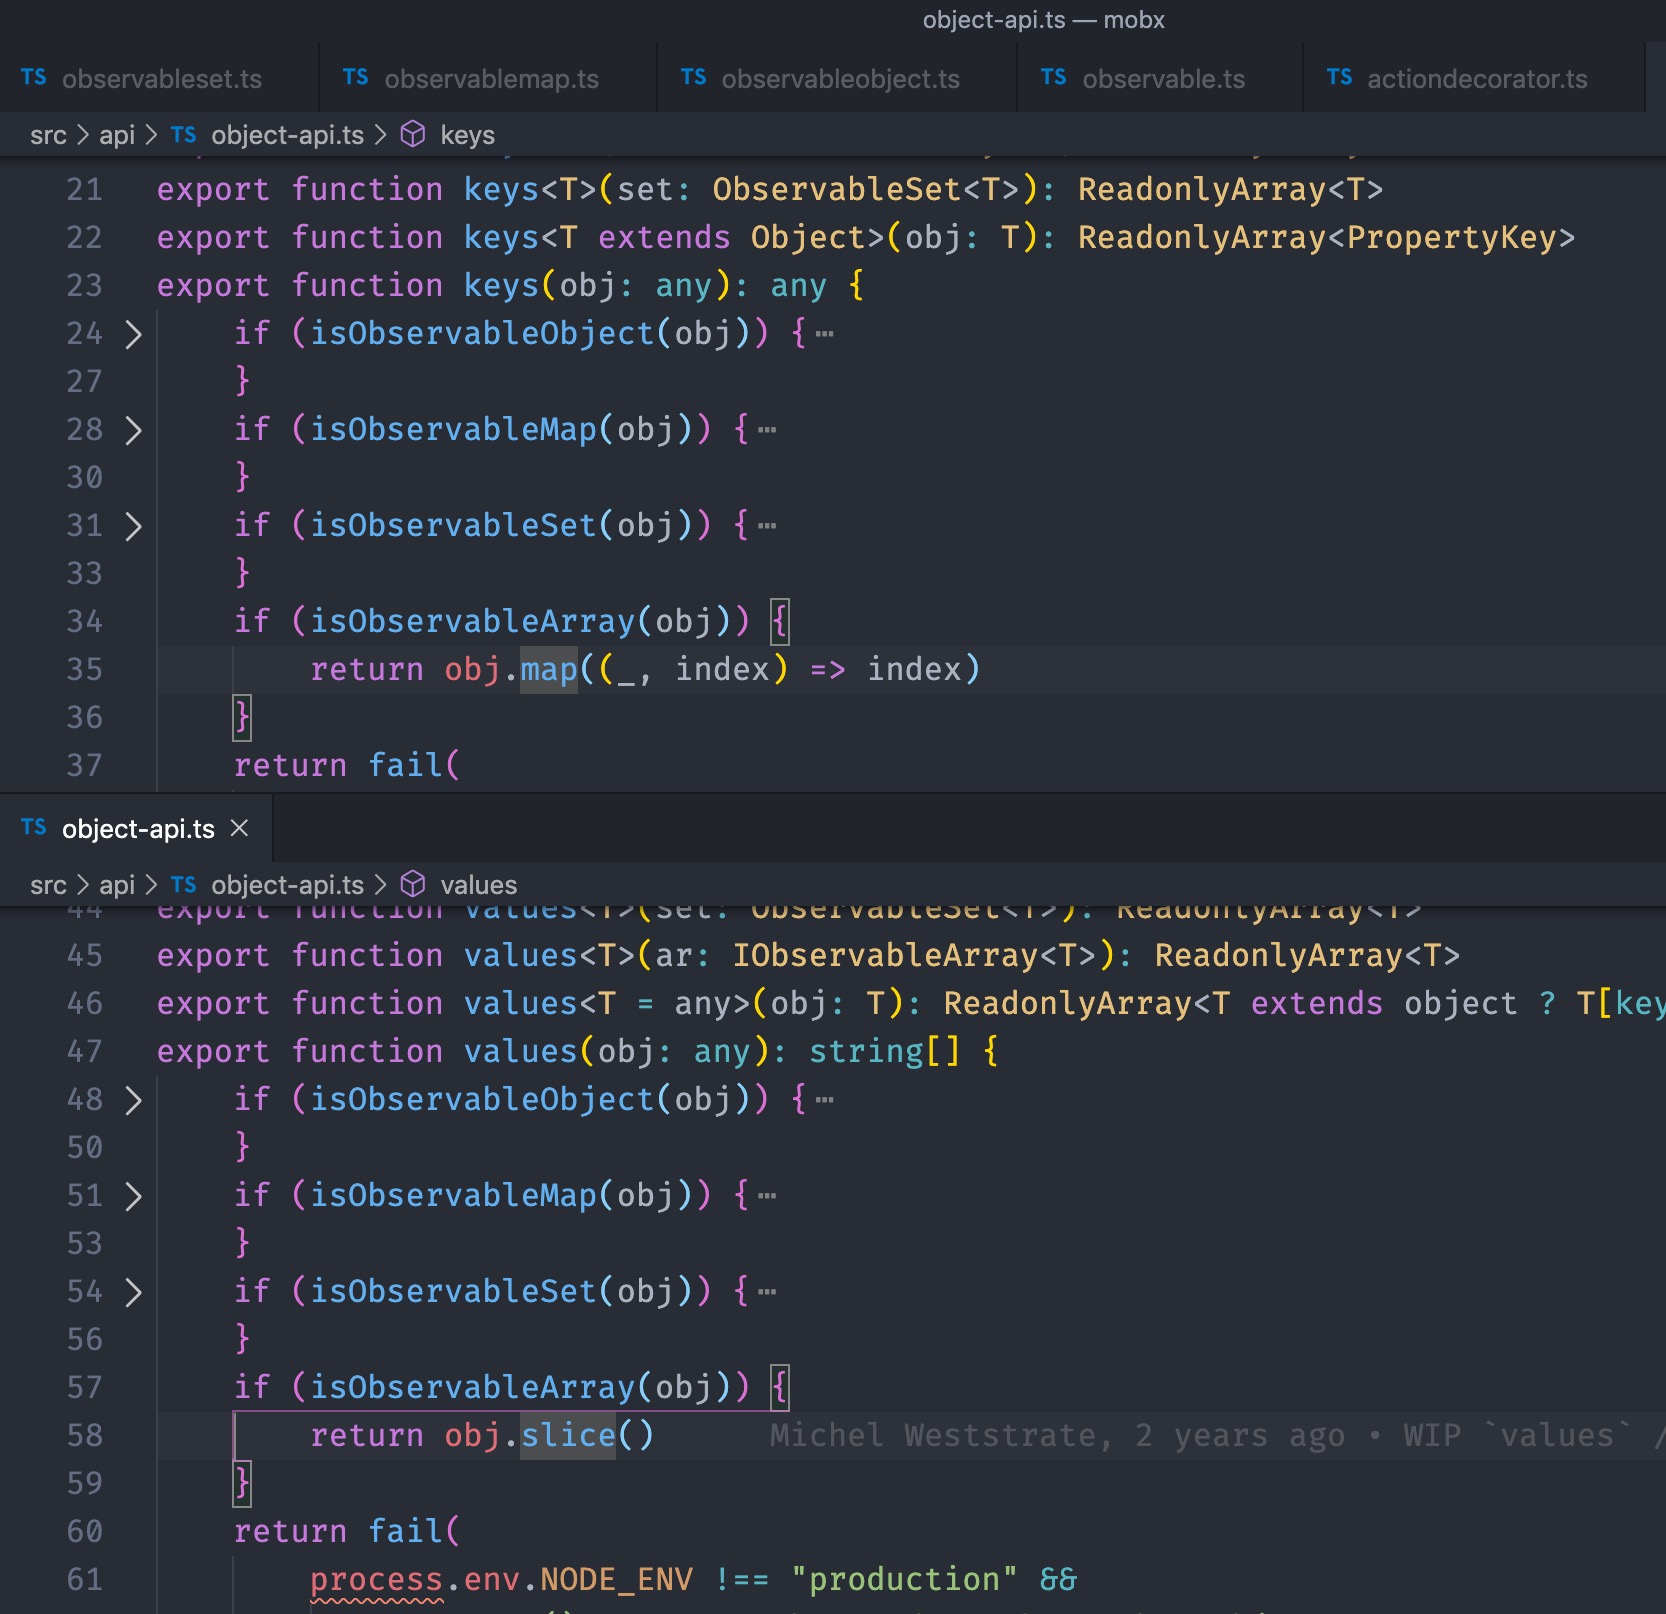 object-api.ts — mobx
TS observableset.ts TS observablemap.ts TS observableobject.ts TS observable.ts TS actiondecorator.ts
src > api > TS object-api.ts > keys
21 export function keys<T>(set: ObservableSet<T>): ReadonlyArray<T>
22 export function keys<T extends Object>(obj: T): ReadonlyArray<PropertyKey>
23 export function keys(obj: any): any {
24 > if (isObservableObject(obj)) {⋯
27 }
28 > if (isObservableMap(obj)) {⋯
30 }
31 > if (isObservableSet(obj)) {⋯
33 }
34 if (isObservableArray(obj)) {
35 return obj.map((_, index) => index)
36 }
37 return fail(
TS object-api.ts ×
src > api > TS object-api.ts > values
44 export function values<T>(set: ObservableSet<T>): ReadonlyArray<T>
45 export function values<T>(ar: IObservableArray<T>): ReadonlyArray<T>
46 export function values<T = any>(obj: T): ReadonlyArray<T extends object ? T[key
47 export function values(obj: any): string[] {
48 > if (isObservableObject(obj)) {⋯
50 }
51 > if (isObservableMap(obj)) {⋯
53 }
54 > if (isObservableSet(obj)) {⋯
56 }
57 if (isObservableArray(obj)) {
58 return obj.slice() Michel Weststrate, 2 years ago • WIP `values` /
59 }
60 return fail(
61 process.env.NODE_ENV !== "production" &&